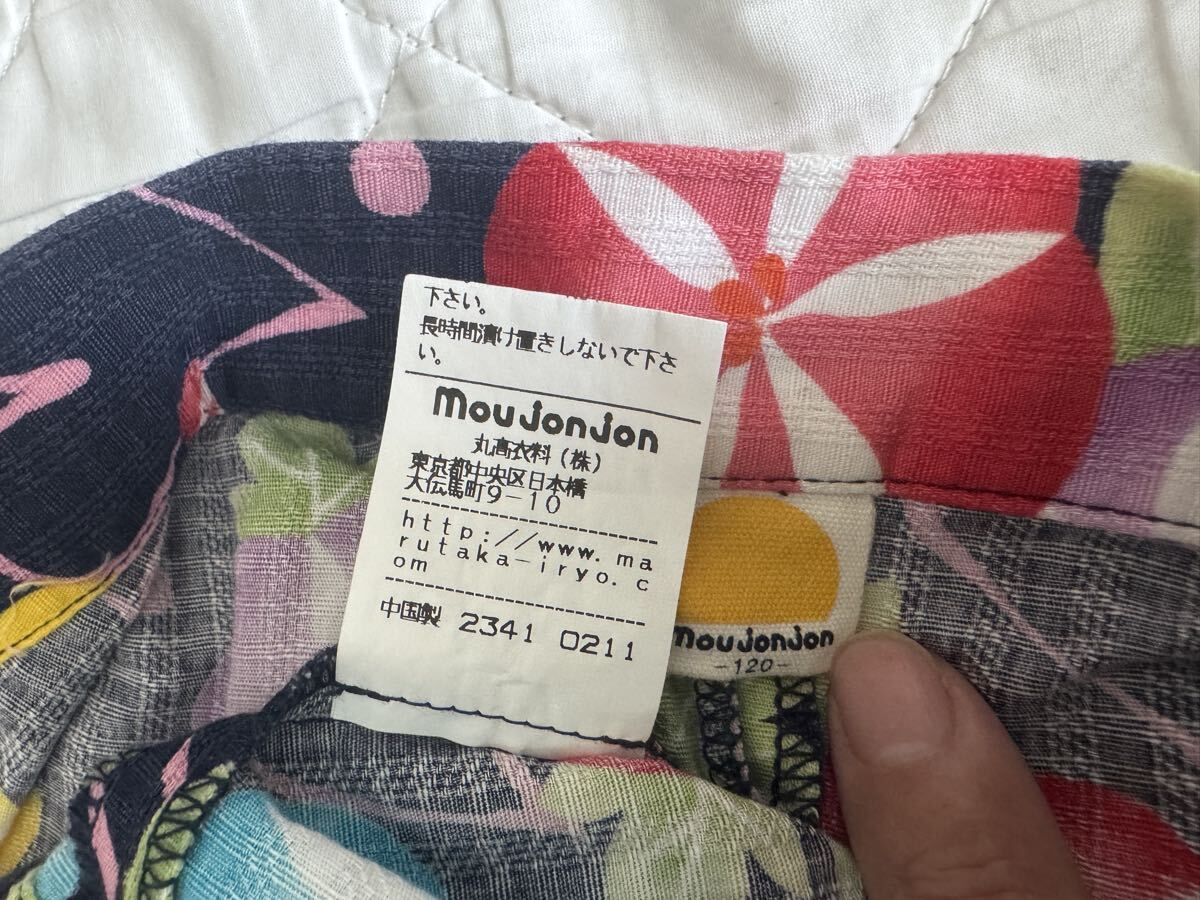 下さい。
長時間漬け置きしないで下さ
い。
moujonjon
丸高衣料（株）
東京都中央区日本橋
大伝馬町9-10
http://www.ma
rutaka-iryo.c
om
中国製 2341 0211
moujonjon
-120-